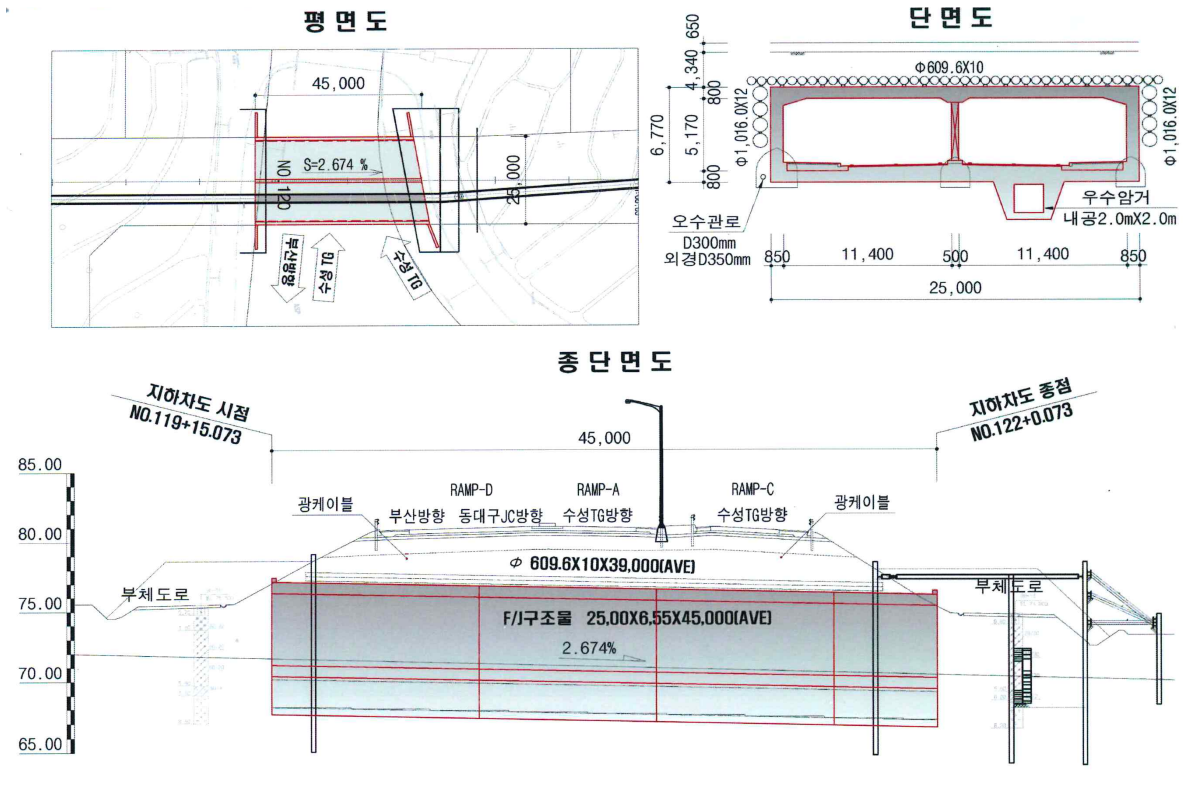 평면도
45,000
S=2.674 %
NO. 120
25,000
부산방향
수성TG
수성 TG
단면도
650
4,340
800
6,770
5,170
800
Φ609.6X10
Φ1,016.0X12
Φ1,016.0X12
오수관로
D300mm
외경D350mm
우수암거
내공2.0mX2.0m
850
11,400
500
11,400
850
25,000
종단면도
지하차도 시점
NO.119+15.073
지하차도 종점
NO.122+0.073
45,000
85.00
80.00
75.00
70.00
65.00
RAMP-D
RAMP-A
RAMP-C
광케이블
부산방향
동대구JC방향
수성TG방향
수성TG방향
광케이블
Φ 609.6X10X39,000(AVE)
부체도로
부체도로
F/J구조물 25,00X6,55X45,000(AVE)
2.674%